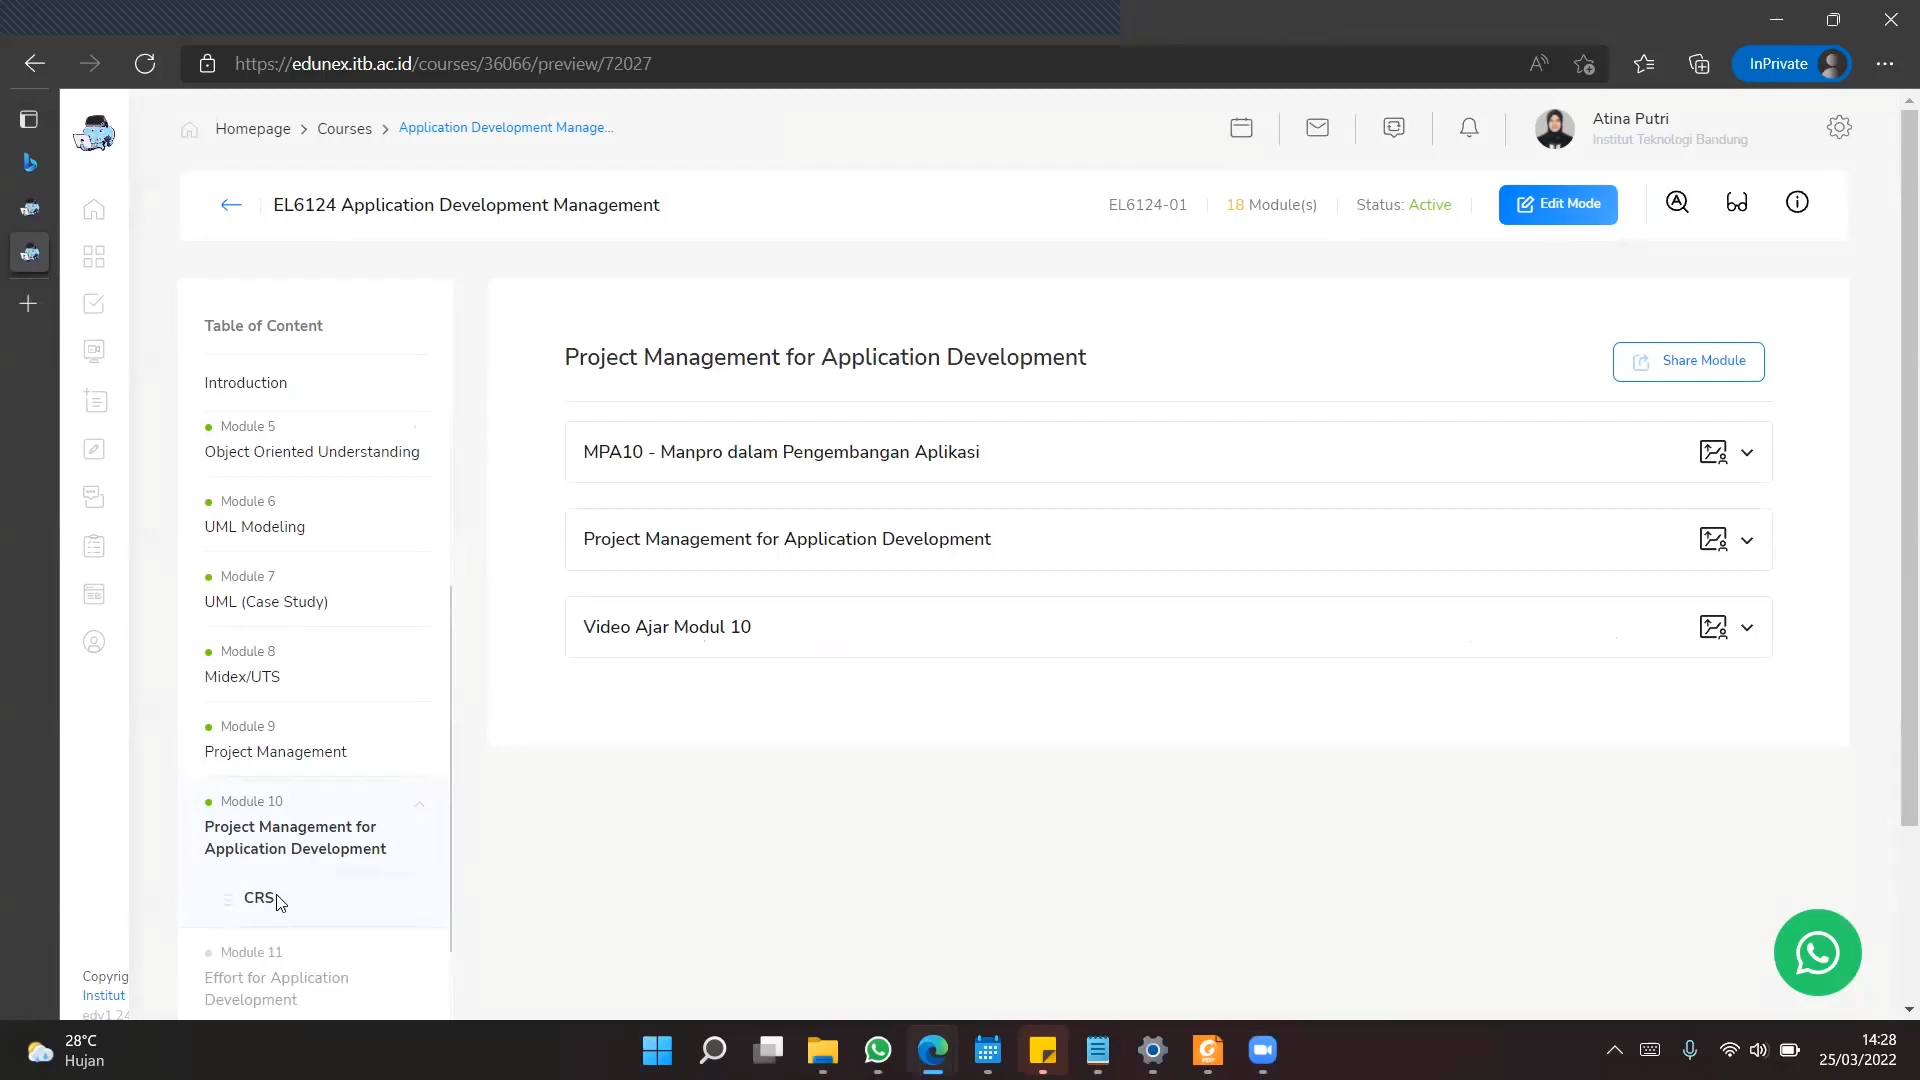 https://edunex.itb.ac.id/courses/36066/preview/72027
InPrivate
Homepage > Courses > Application Development Manage...
Atina Putri
Institut Teknologi Bandung
EL6124 Application Development Management
EL6124-01
18 Module(s)
Status: Active
Edit Mode
Table of Content
Introduction
Module 5
Object Oriented Understanding
Module 6
UML Modeling
Module 7
UML (Case Study)
Module 8
Midex/UTS
Module 9
Project Management
Module 10
Project Management for
Application Development
CRS
Module 11
Effort for Application
Development
Project Management for Application Development
Share Module
MPA10 - Manpro dalam Pengembangan Aplikasi
Project Management for Application Development
Video Ajar Modul 10
Copyrig
Institut
edv1.24
28°C
Hujan
14:28
25/03/2022